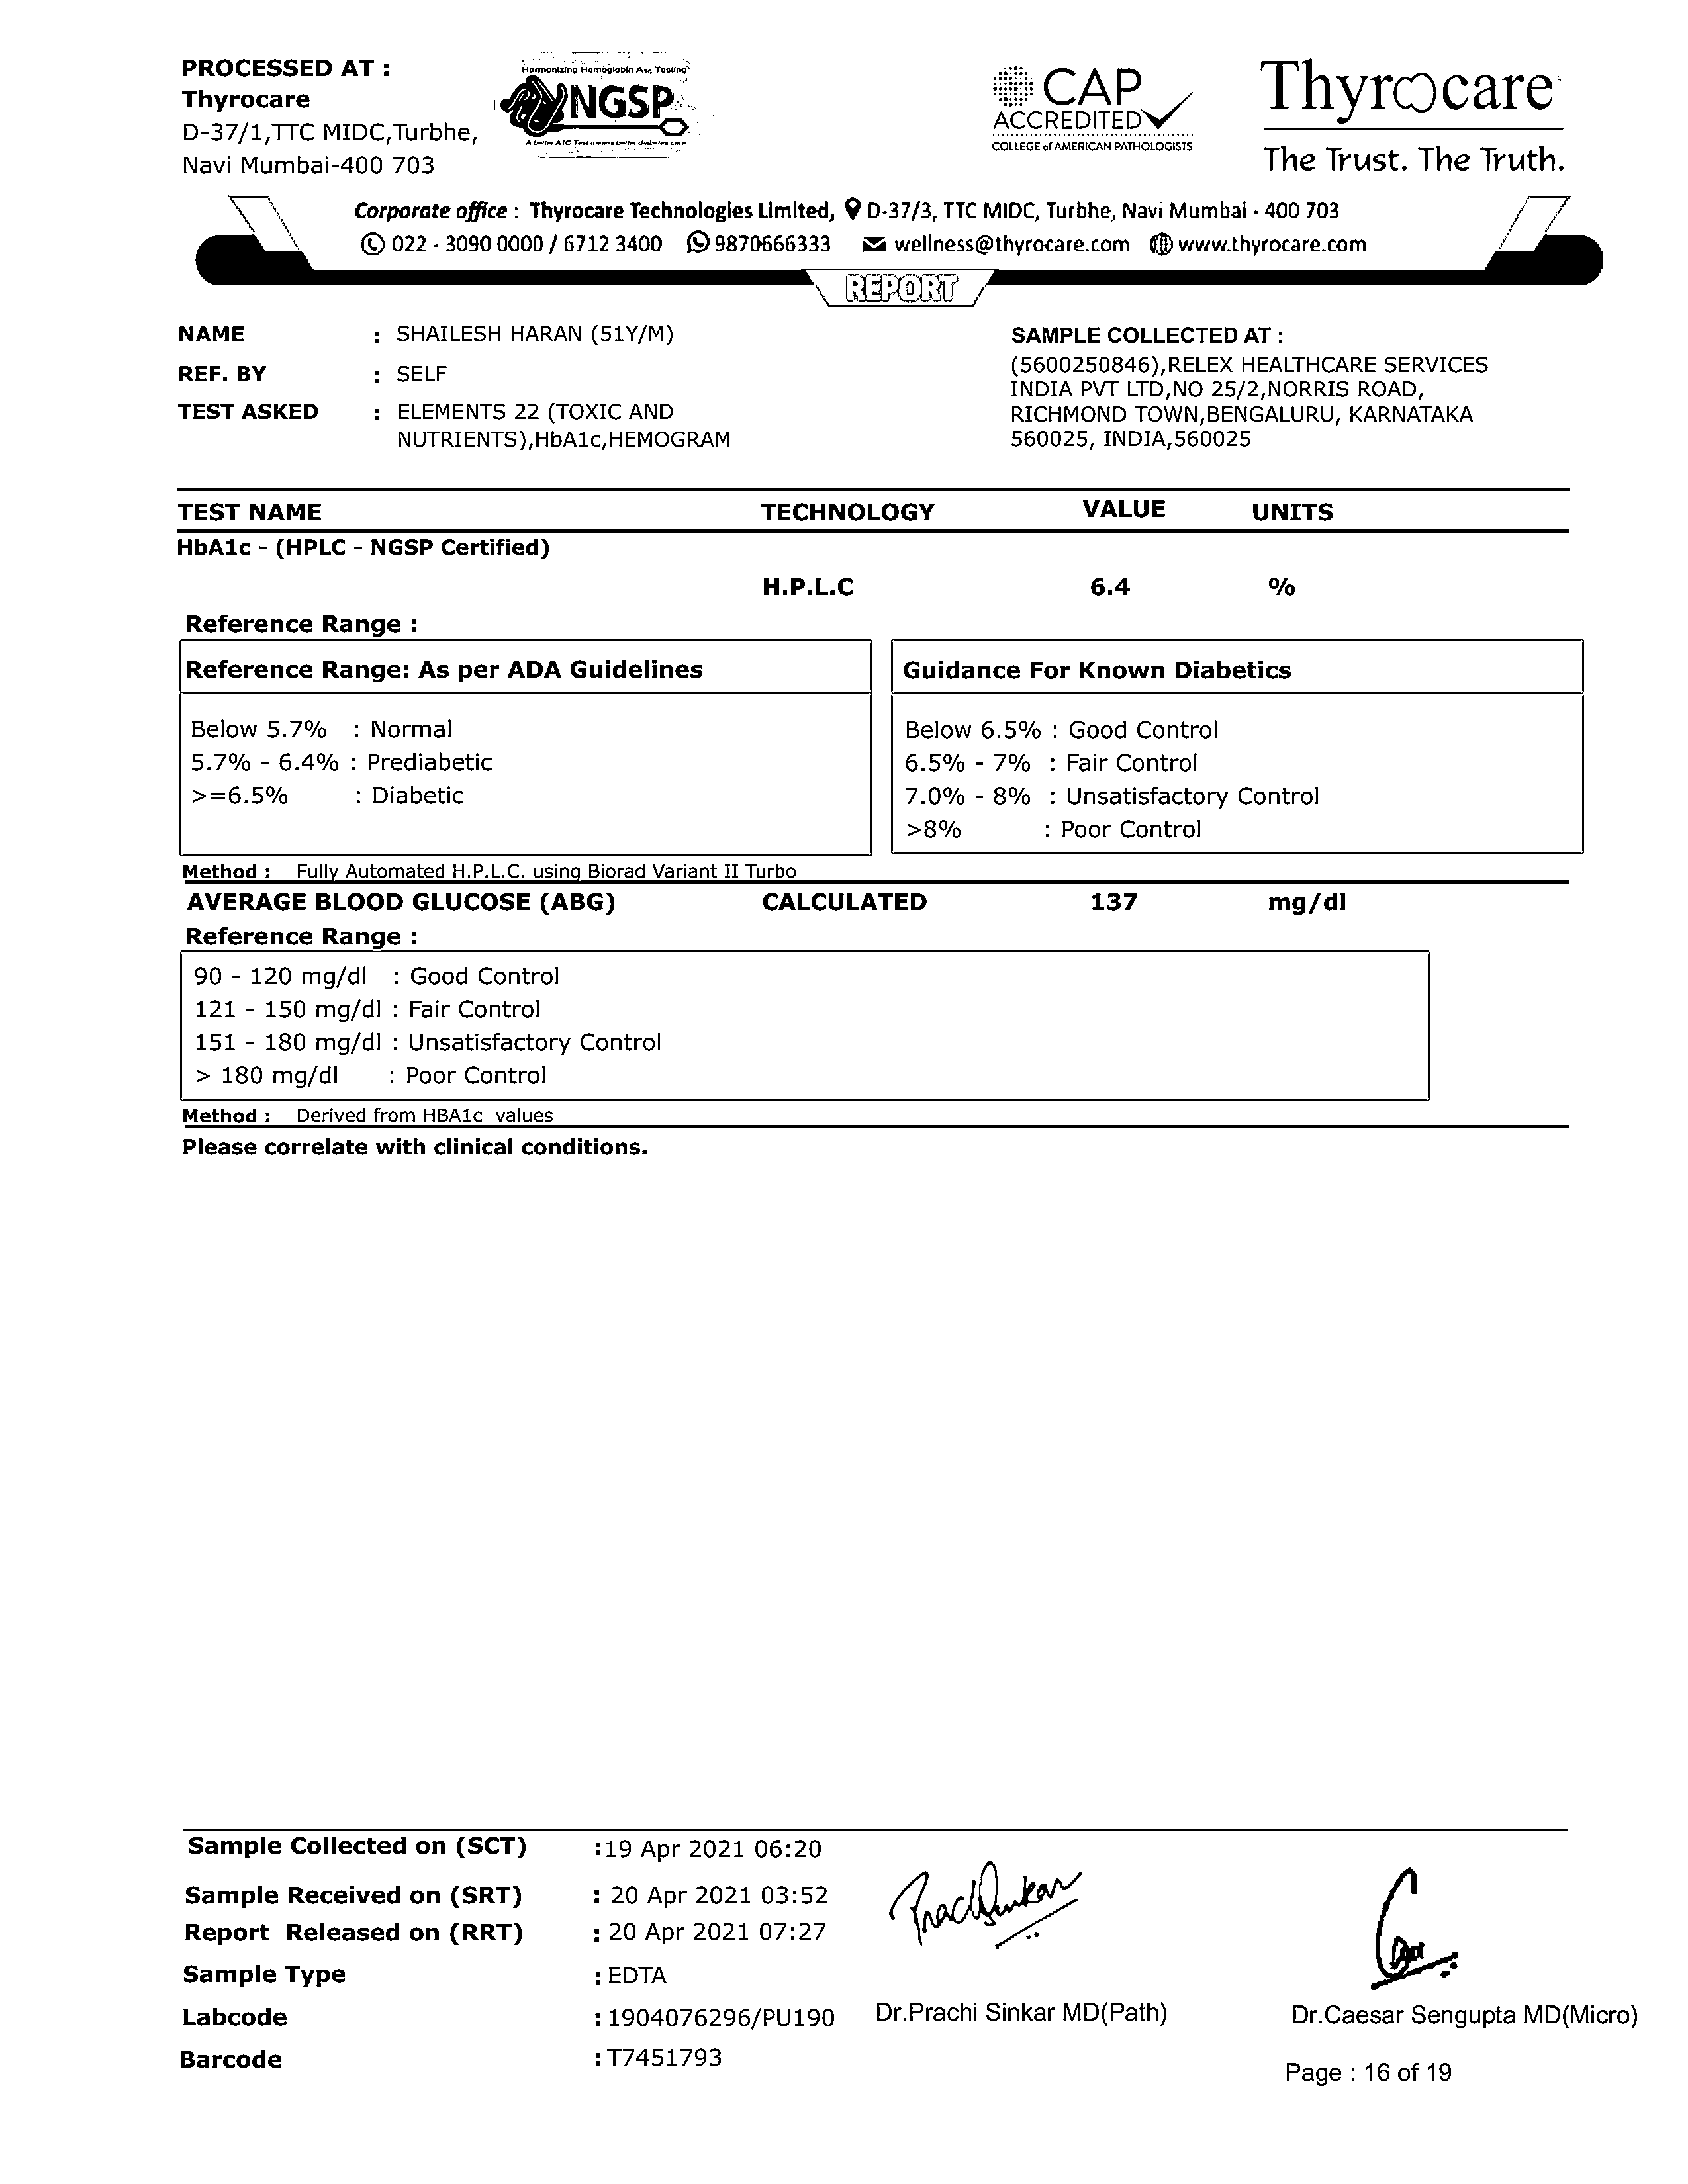 PROCESSED AT :
Thyrocare
D-37/1,TTC MIDC,Turbhe,
Navi Mumbai-400 703
Harmonizing Hemoglobin A1c Testing
NGSP
A better A1C Test means better diabetes care
CAP
ACCREDITED
COLLEGE of AMERICAN PATHOLOGISTS
Thyrocare
The Trust. The Truth.
Corporate office : Thyrocare Technologies Limited, D-37/3, TTC MIDC, Turbhe, Navi Mumbai - 400 703
022 - 3090 0000 / 6712 3400 9870666333 wellness@thyrocare.com www.thyrocare.com
REPORT
NAME : SHAILESH HARAN (51Y/M)
REF. BY : SELF
TEST ASKED : ELEMENTS 22 (TOXIC AND
NUTRIENTS),HbA1c,HEMOGRAM
SAMPLE COLLECTED AT :
(5600250846),RELEX HEALTHCARE SERVICES
INDIA PVT LTD,NO 25/2,NORRIS ROAD,
RICHMOND TOWN,BENGALURU, KARNATAKA
560025, INDIA,560025
TEST NAME TECHNOLOGY VALUE UNITS
HbA1c - (HPLC - NGSP Certified)
H.P.L.C 6.4 %
Reference Range :
Reference Range: As per ADA Guidelines
Below 5.7% : Normal
5.7% - 6.4% : Prediabetic
>=6.5% : Diabetic
Guidance For Known Diabetics
Below 6.5% : Good Control
6.5% - 7% : Fair Control
7.0% - 8% : Unsatisfactory Control
>8% : Poor Control
Method : Fully Automated H.P.L.C. using Biorad Variant II Turbo
AVERAGE BLOOD GLUCOSE (ABG) CALCULATED 137 mg/dl
Reference Range :
90 - 120 mg/dl : Good Control
121 - 150 mg/dl : Fair Control
151 - 180 mg/dl : Unsatisfactory Control
> 180 mg/dl : Poor Control
Method : Derived from HBA1c values
Please correlate with clinical conditions.
Sample Collected on (SCT) :19 Apr 2021 06:20
Sample Received on (SRT) : 20 Apr 2021 03:52
Report Released on (RRT) : 20 Apr 2021 07:27
Sample Type : EDTA
Labcode : 1904076296/PU190
Barcode : T7451793
Dr.Prachi Sinkar MD(Path)
Dr.Caesar Sengupta MD(Micro)
Page : 16 of 19